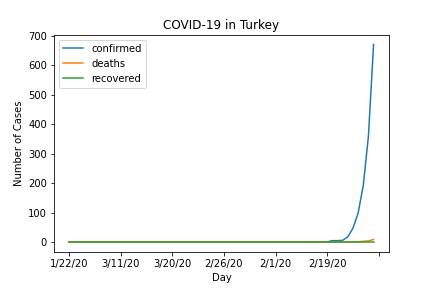 COVID-19 in Turkey
confirmed
deaths
recovered
700
600
500
400
300
200
100
0
Number of Cases
1/22/20 3/11/20 3/20/20 2/26/20 2/1/20 2/19/20
Day